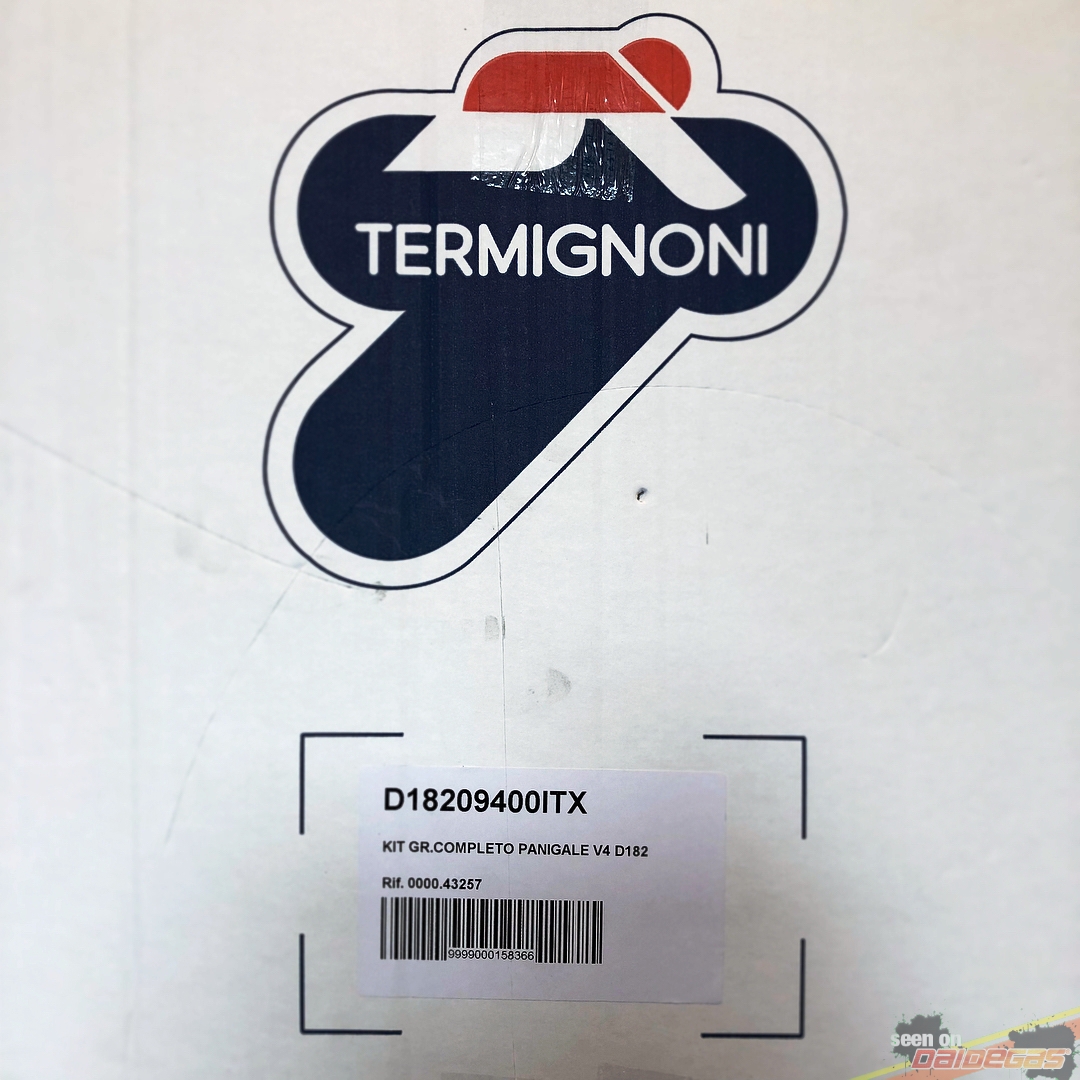 TERMIGNONI
D18209400ITX
KIT GR.COMPLETO PANIGALE V4 D182
Rif. 0000.43257
9999000158366
seen on
DAIDEGAS